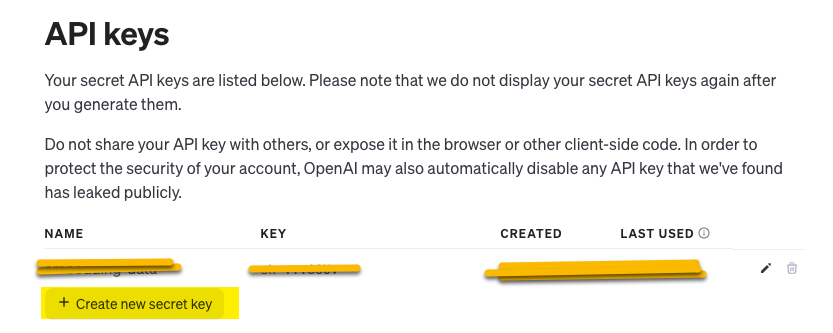 API keys
Your secret API keys are listed below. Please note that we do not display your secret API keys again after
you generate them.
Do not share your API key with others, or expose it in the browser or other client-side code. In order to
protect the security of your account, OpenAI may also automatically disable any API key that we've found
has leaked publicly.
NAME KEY CREATED LAST USED
+ Create new secret key